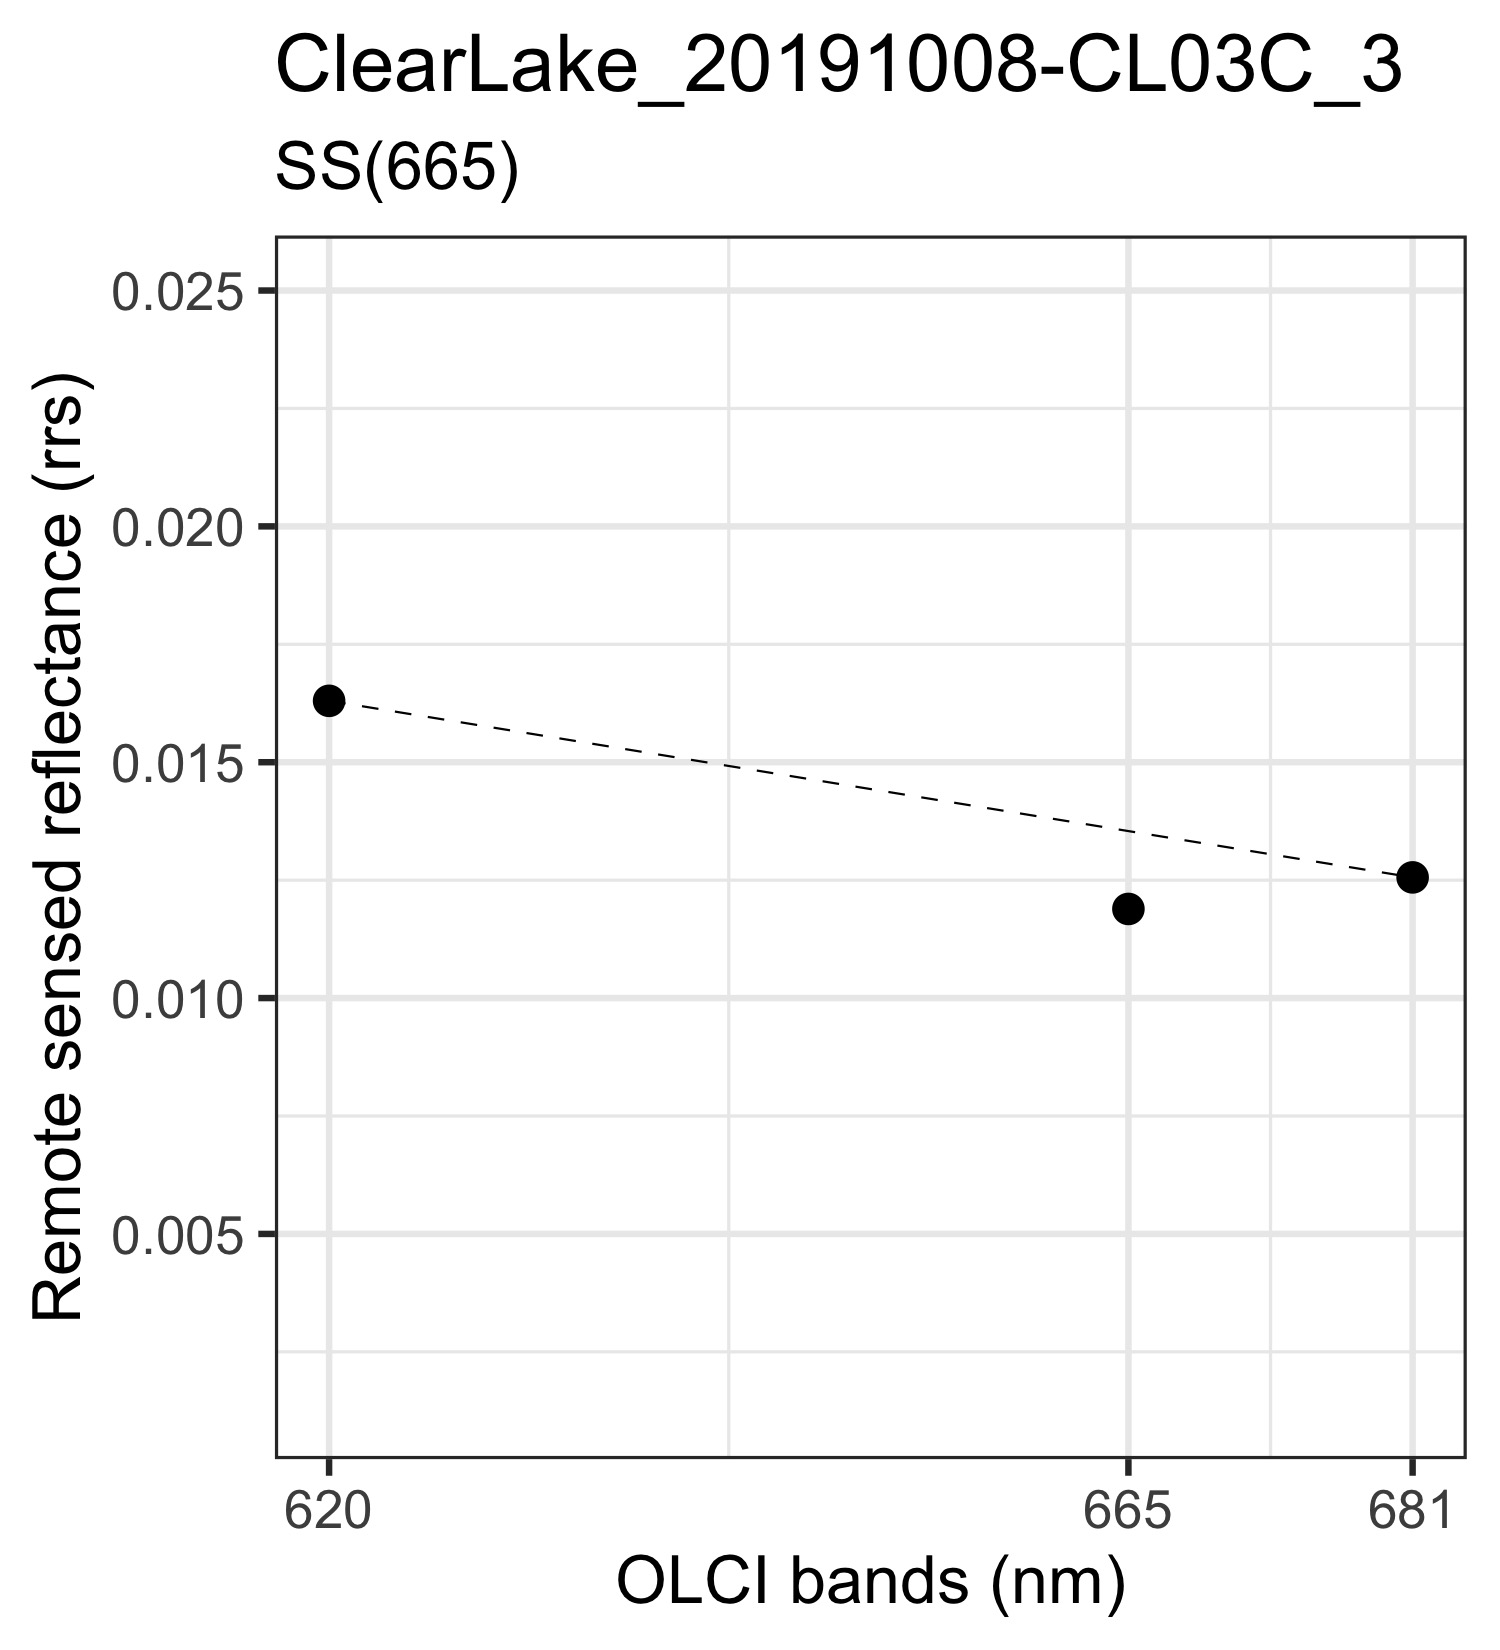 ClearLake_20191008-CL03C_3
SS(665)
Remote sensed reflectance (rrs)
0.025
0.020
0.015
0.010
0.005
620 665 681
OLCI bands (nm)